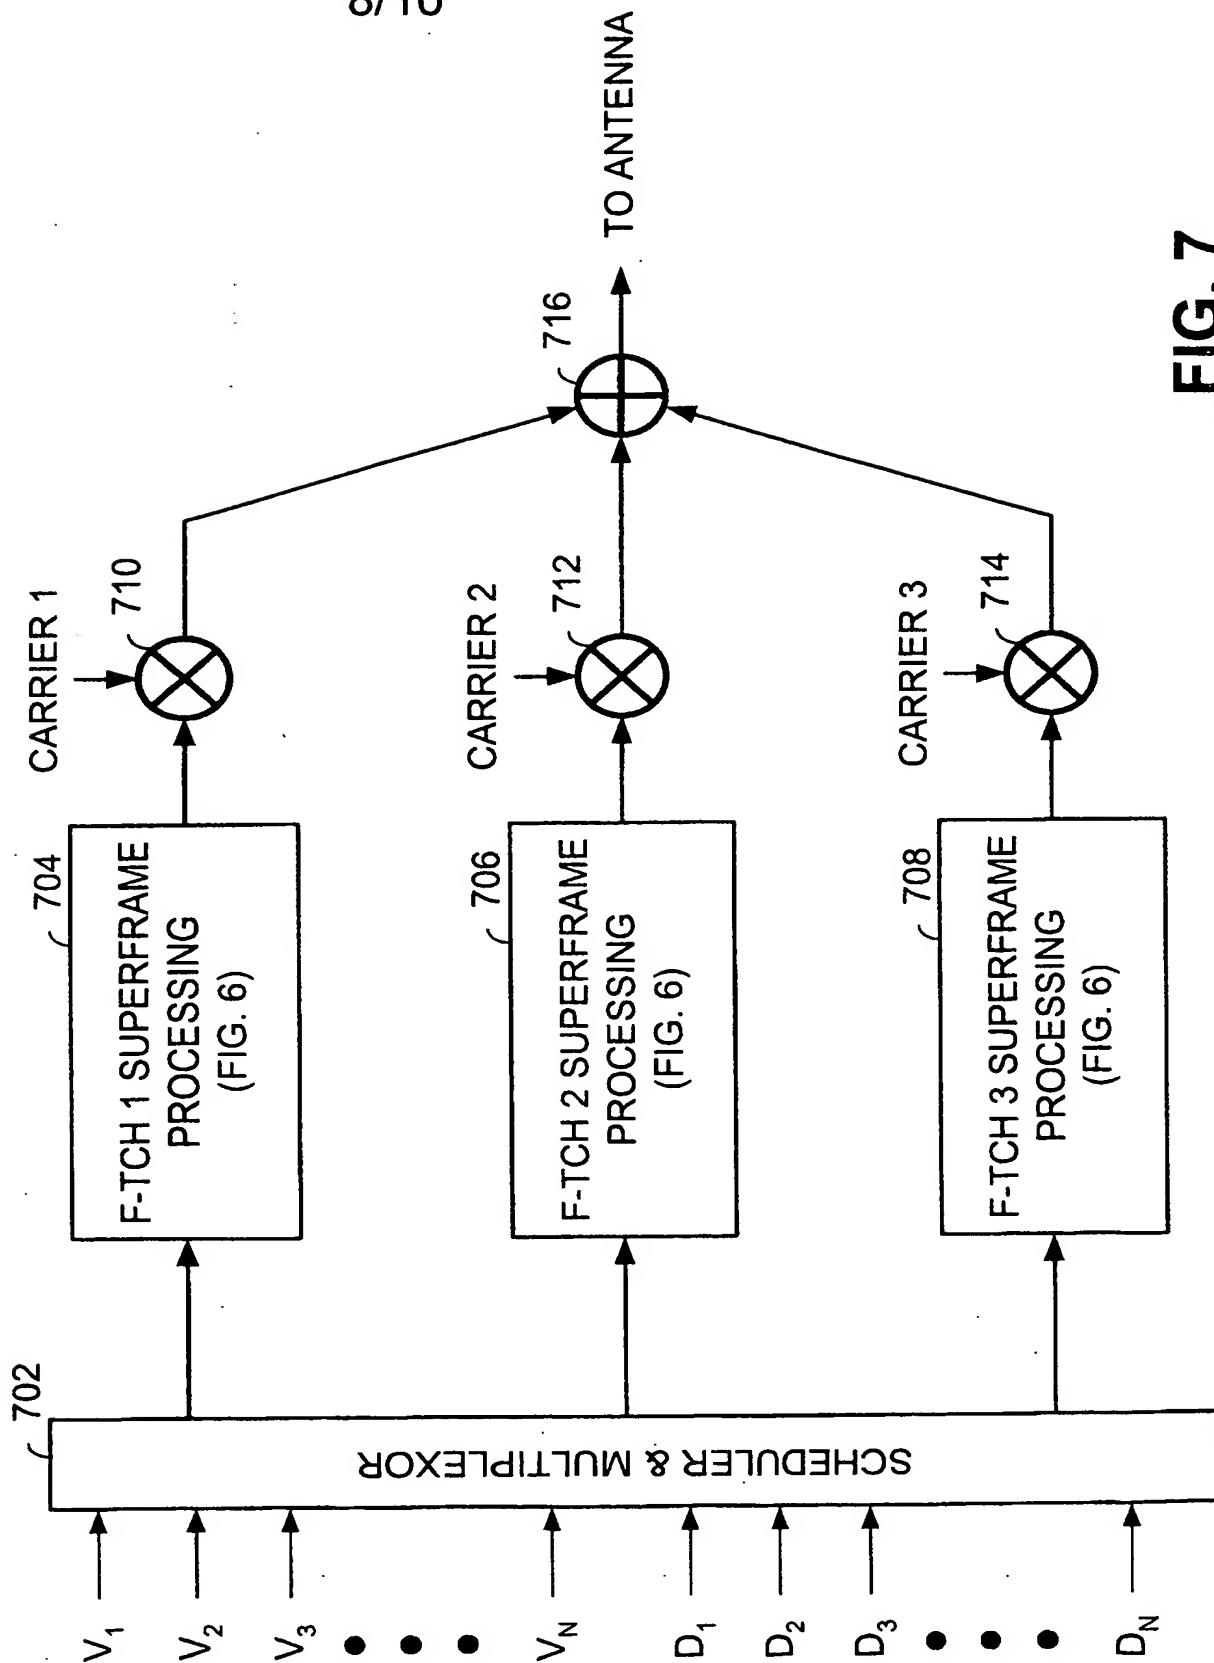 8/10
702
SCHEDULER & MULTIPLEXOR
V1
V2
V3
VN
D1
D2
D3
DN
704
F-TCH 1 SUPERFRAME
PROCESSING
(FIG. 6)
706
F-TCH 2 SUPERFRAME
PROCESSING
(FIG. 6)
708
F-TCH 3 SUPERFRAME
PROCESSING
(FIG. 6)
CARRIER 1
710
CARRIER 2
712
CARRIER 3
714
716
TO ANTENNA
FIG. 7